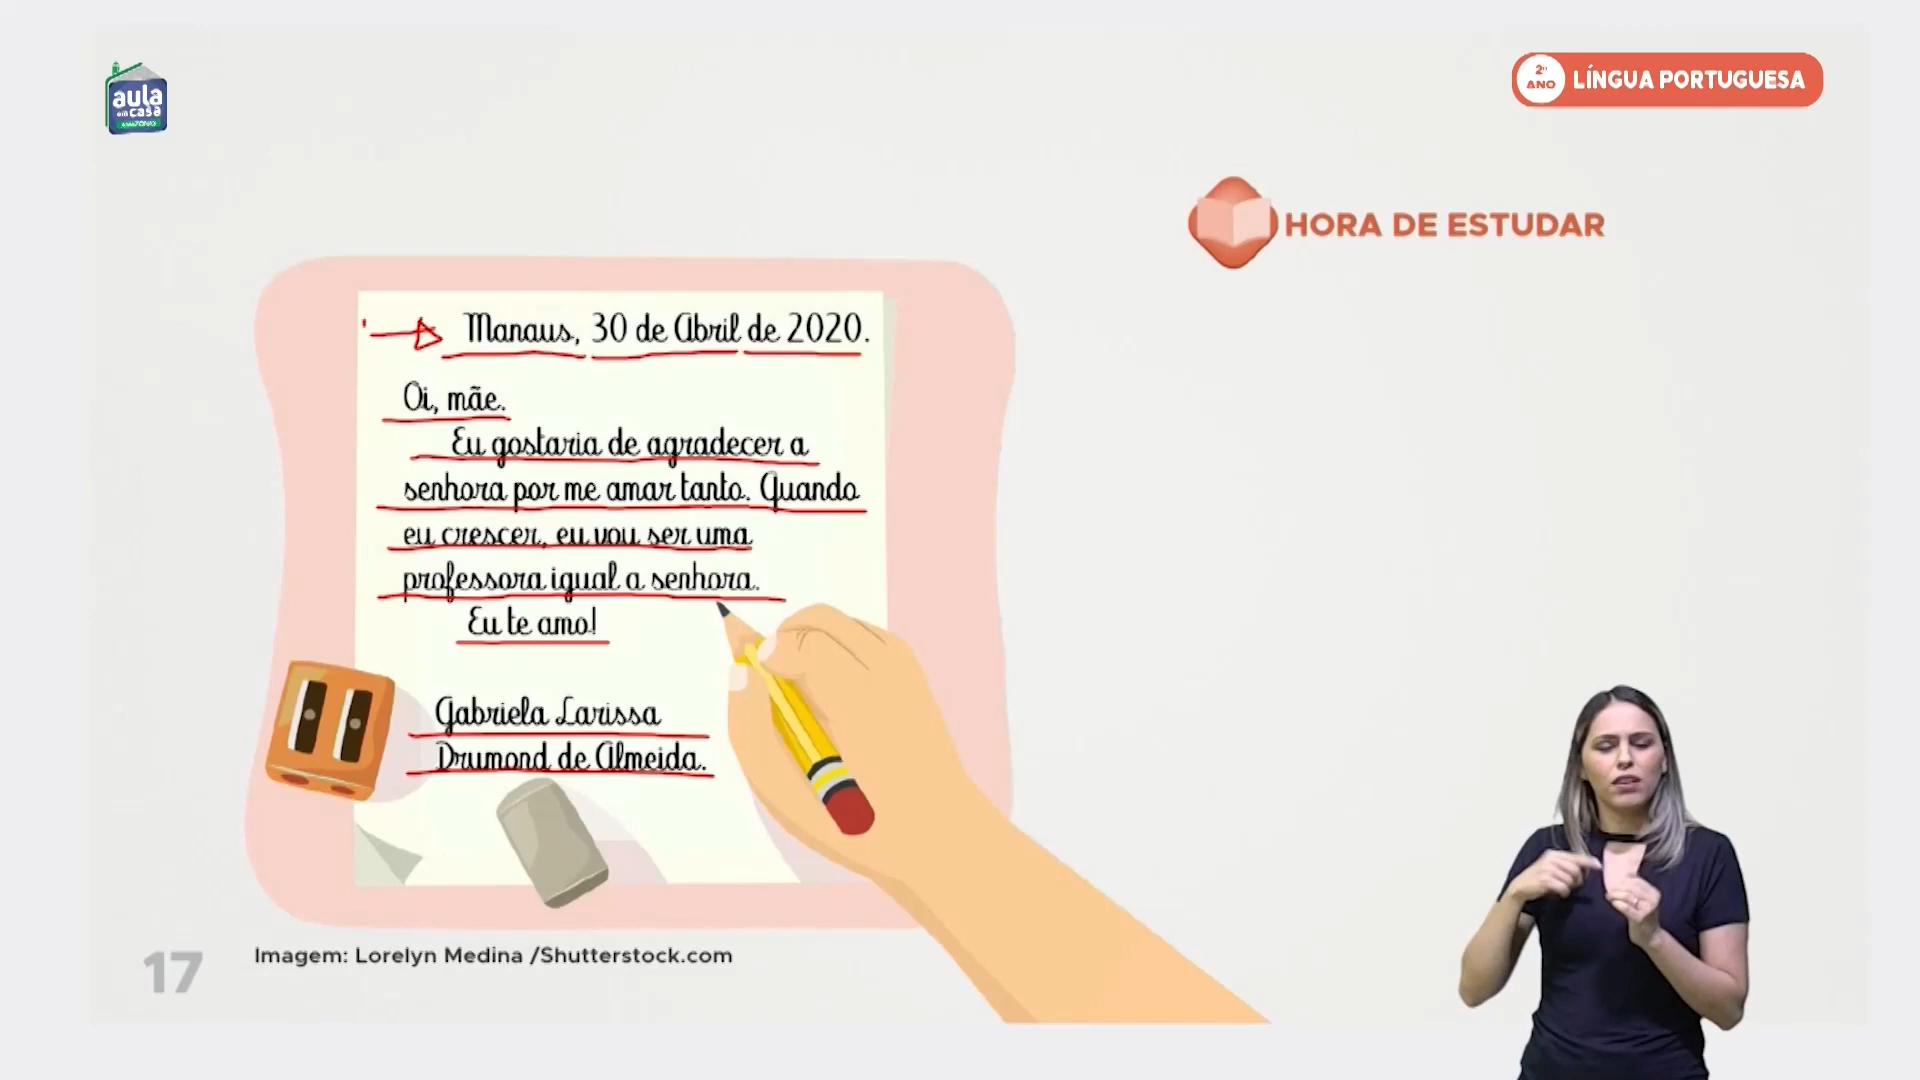 aula
em casa
AMAZONAS
2º
ANO
LÍNGUA PORTUGUESA
HORA DE ESTUDAR
Manaus, 30 de Abril de 2020.
Oi, mãe.
Eu gostaria de agradecer a
senhora por me amar tanto. Quando
eu crescer, eu vou ser uma
professora igual a senhora.
Eu te amo!
Gabriela Larissa
Drumond de Almeida.
17
Imagem: Lorelyn Medina /Shutterstock.com